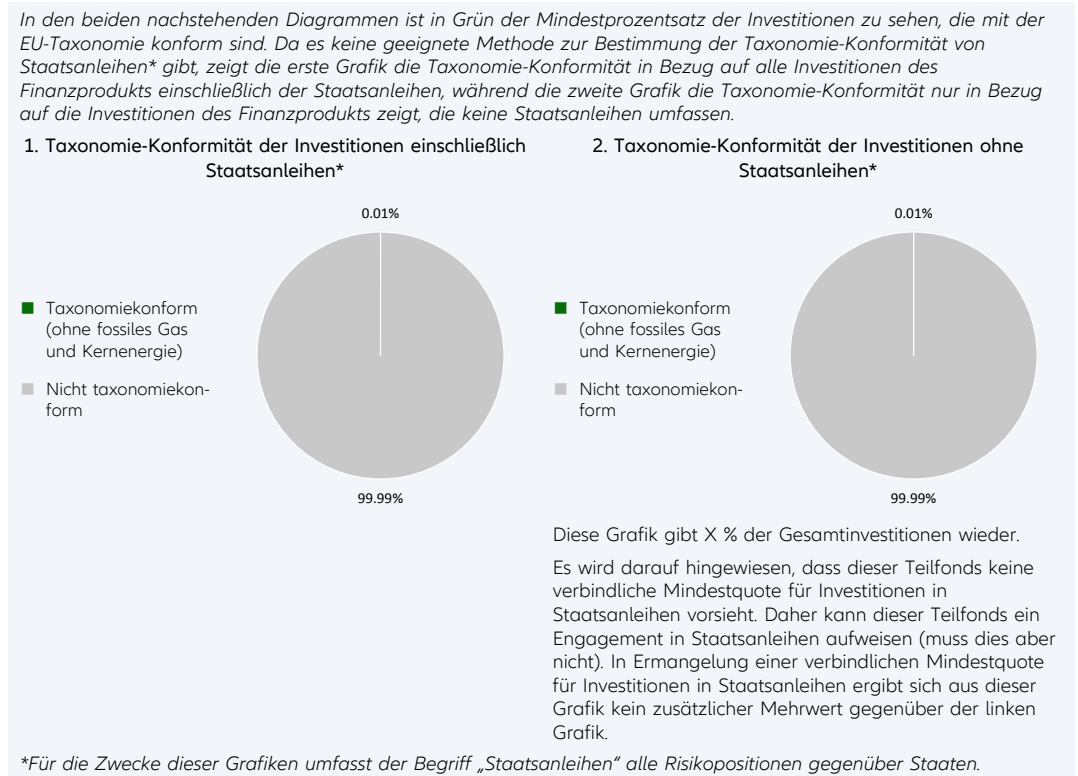 In den beiden nachstehenden Diagrammen ist in Grün der Mindestprozentsatz der Investitionen zu sehen, die mit der
EU-Taxonomie konform sind. Da es keine geeignete Methode zur Bestimmung der Taxonomie-Konformität von
Staatsanleihen* gibt, zeigt die erste Grafik die Taxonomie-Konformität in Bezug auf alle Investitionen des
Finanzprodukts einschließlich der Staatsanleihen, während die zweite Grafik die Taxonomie-Konformität nur in Bezug
auf die Investitionen des Finanzprodukts zeigt, die keine Staatsanleihen umfassen.
1. Taxonomie-Konformität der Investitionen einschließlich
Staatsanleihen*
0.01%
Taxonomiekonform
(ohne fossiles Gas
und Kernenergie)
Nicht taxonomiekon-
form
99.99%
2. Taxonomie-Konformität der Investitionen ohne
Staatsanleihen*
0.01%
Taxonomiekonform
(ohne fossiles Gas
und Kernenergie)
Nicht taxonomiekon-
form
99.99%
Diese Grafik gibt X % der Gesamtinvestitionen wieder.
Es wird darauf hingewiesen, dass dieser Teilfonds keine
verbindliche Mindestquote für Investitionen in
Staatsanleihen vorsieht. Daher kann dieser Teilfonds ein
Engagement in Staatsanleihen aufweisen (muss dies aber
nicht). In Ermangelung einer verbindlichen Mindestquote
für Investitionen in Staatsanleihen ergibt sich aus dieser
Grafik kein zusätzlicher Mehrwert gegenüber der linken
Grafik.
*Für die Zwecke dieser Grafiken umfasst der Begriff „Staatsanleihen" alle Risikopositionen gegenüber Staaten.